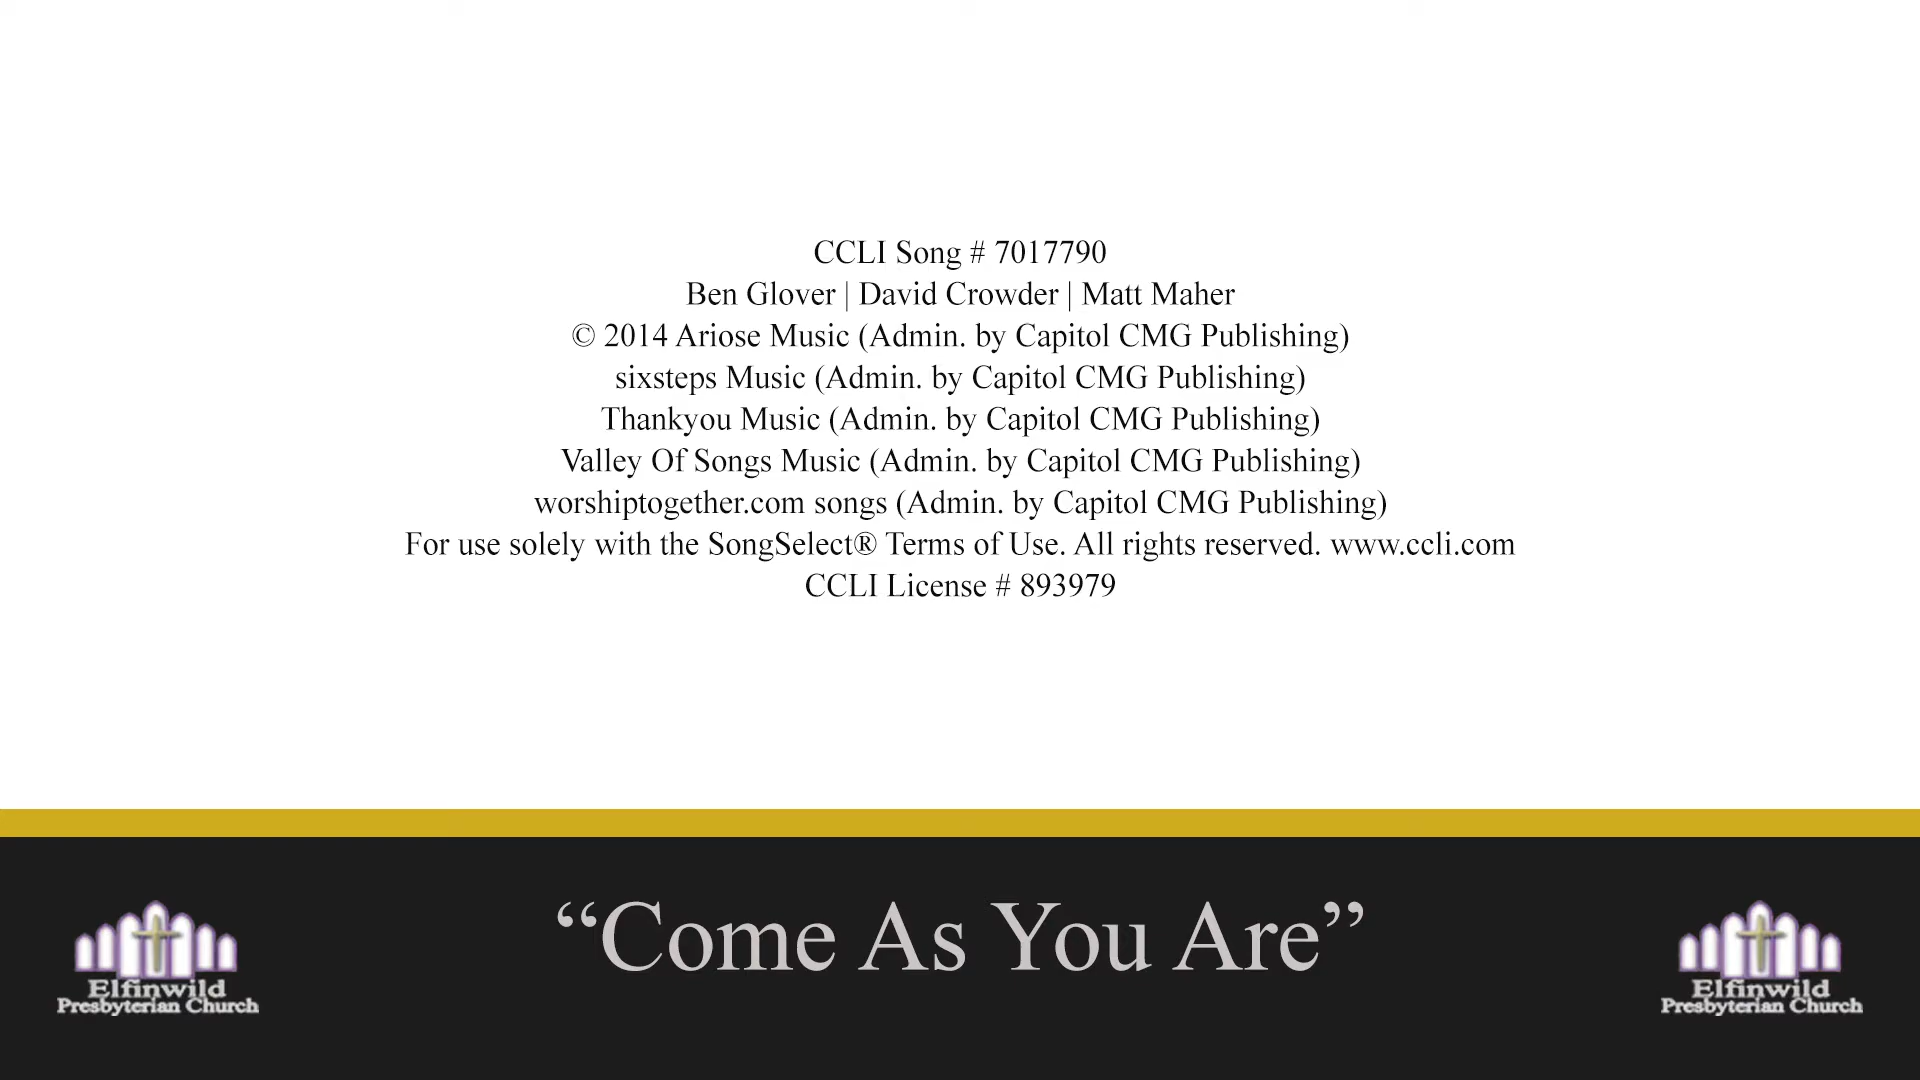 CCLI Song # 7017790
Ben Glover | David Crowder | Matt Maher
© 2014 Ariose Music (Admin. by Capitol CMG Publishing)
sixsteps Music (Admin. by Capitol CMG Publishing)
Thankyou Music (Admin. by Capitol CMG Publishing)
Valley Of Songs Music (Admin. by Capitol CMG Publishing)
worshiptogether.com songs (Admin. by Capitol CMG Publishing)
For use solely with the SongSelect® Terms of Use. All rights reserved. www.ccli.com
CCLI License # 893979
“Come As You Are”
Elfinwild
Presbyterian Church
Elfinwild
Presbyterian Church